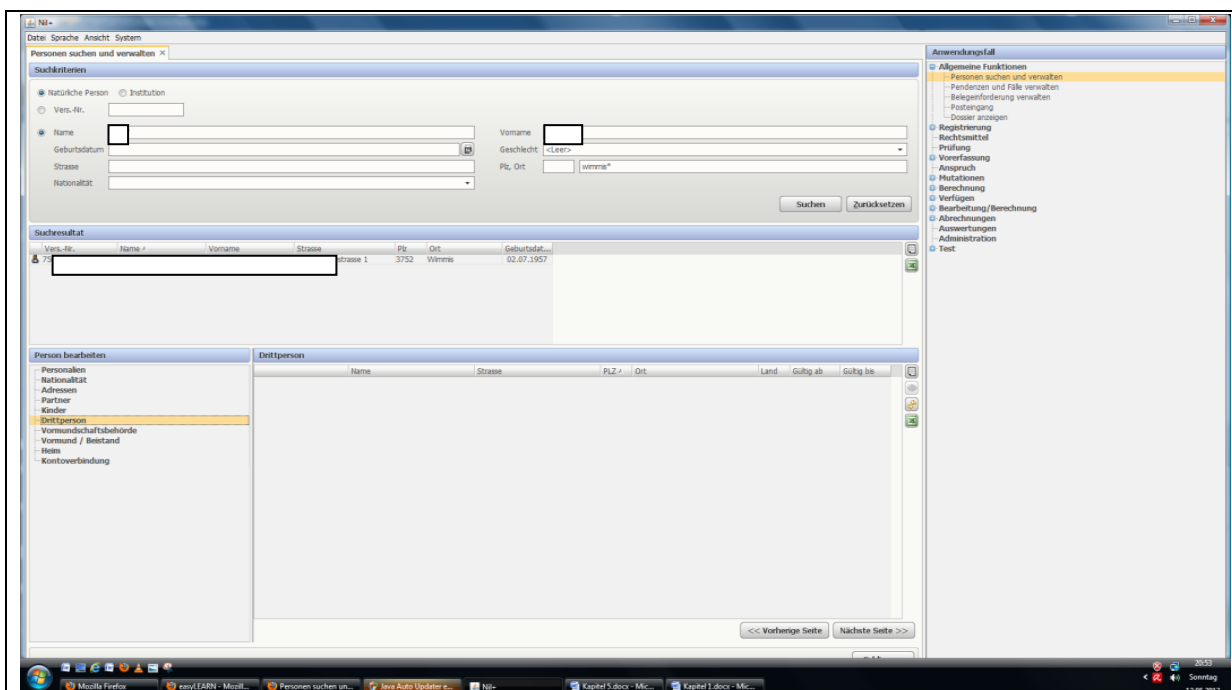 Nil+
Datei Sprache Ansicht System
Personen suchen und verwalten ×
Suchkriterien
Natürliche Person Institution
Vers.-Nr.
Name Vorname
Geburtsdatum Geschlecht <Leer>
Strasse Plz, Ort wimmis*
Nationalität
Suchen Zurücksetzen
Suchresultat
Vers.-Nr. Name Vorname Strasse Plz Ort Geburtsdat...
75 strasse 1 3752 Wimmis 02.07.1957
Person bearbeiten
Personalien
Nationalität
Adressen
Partner
Kinder
Drittperson
Vormundschaftsbehörde
Vormund / Beistand
Heim
Kontoverbindung
Drittperson
Name Strasse PLZ Ort Land Gültig ab Gültig bis
<< Vorherige Seite Nächste Seite >>
Anwendungsfall
Allgemeine Funktionen
Personen suchen und verwalten
Pendenzen und Fälle verwalten
Belegeinforderung verwalten
Posteingang
Dossier anzeigen
Registrierung
Rechtsmittel
Prüfung
Vorerfassung
Anspruch
Mutationen
Berechnung
Verfügen
Bearbeitung/Berechnung
Abrechnungen
Auswertungen
Administration
Test
Mozilla Firefox easyLEARN - Mozill... Personen suchen un... Java Auto Updater e... Nil+ Kapitel 5.docx - Mic... Kapitel 1.docx - Mic...
20:53
Sonntag